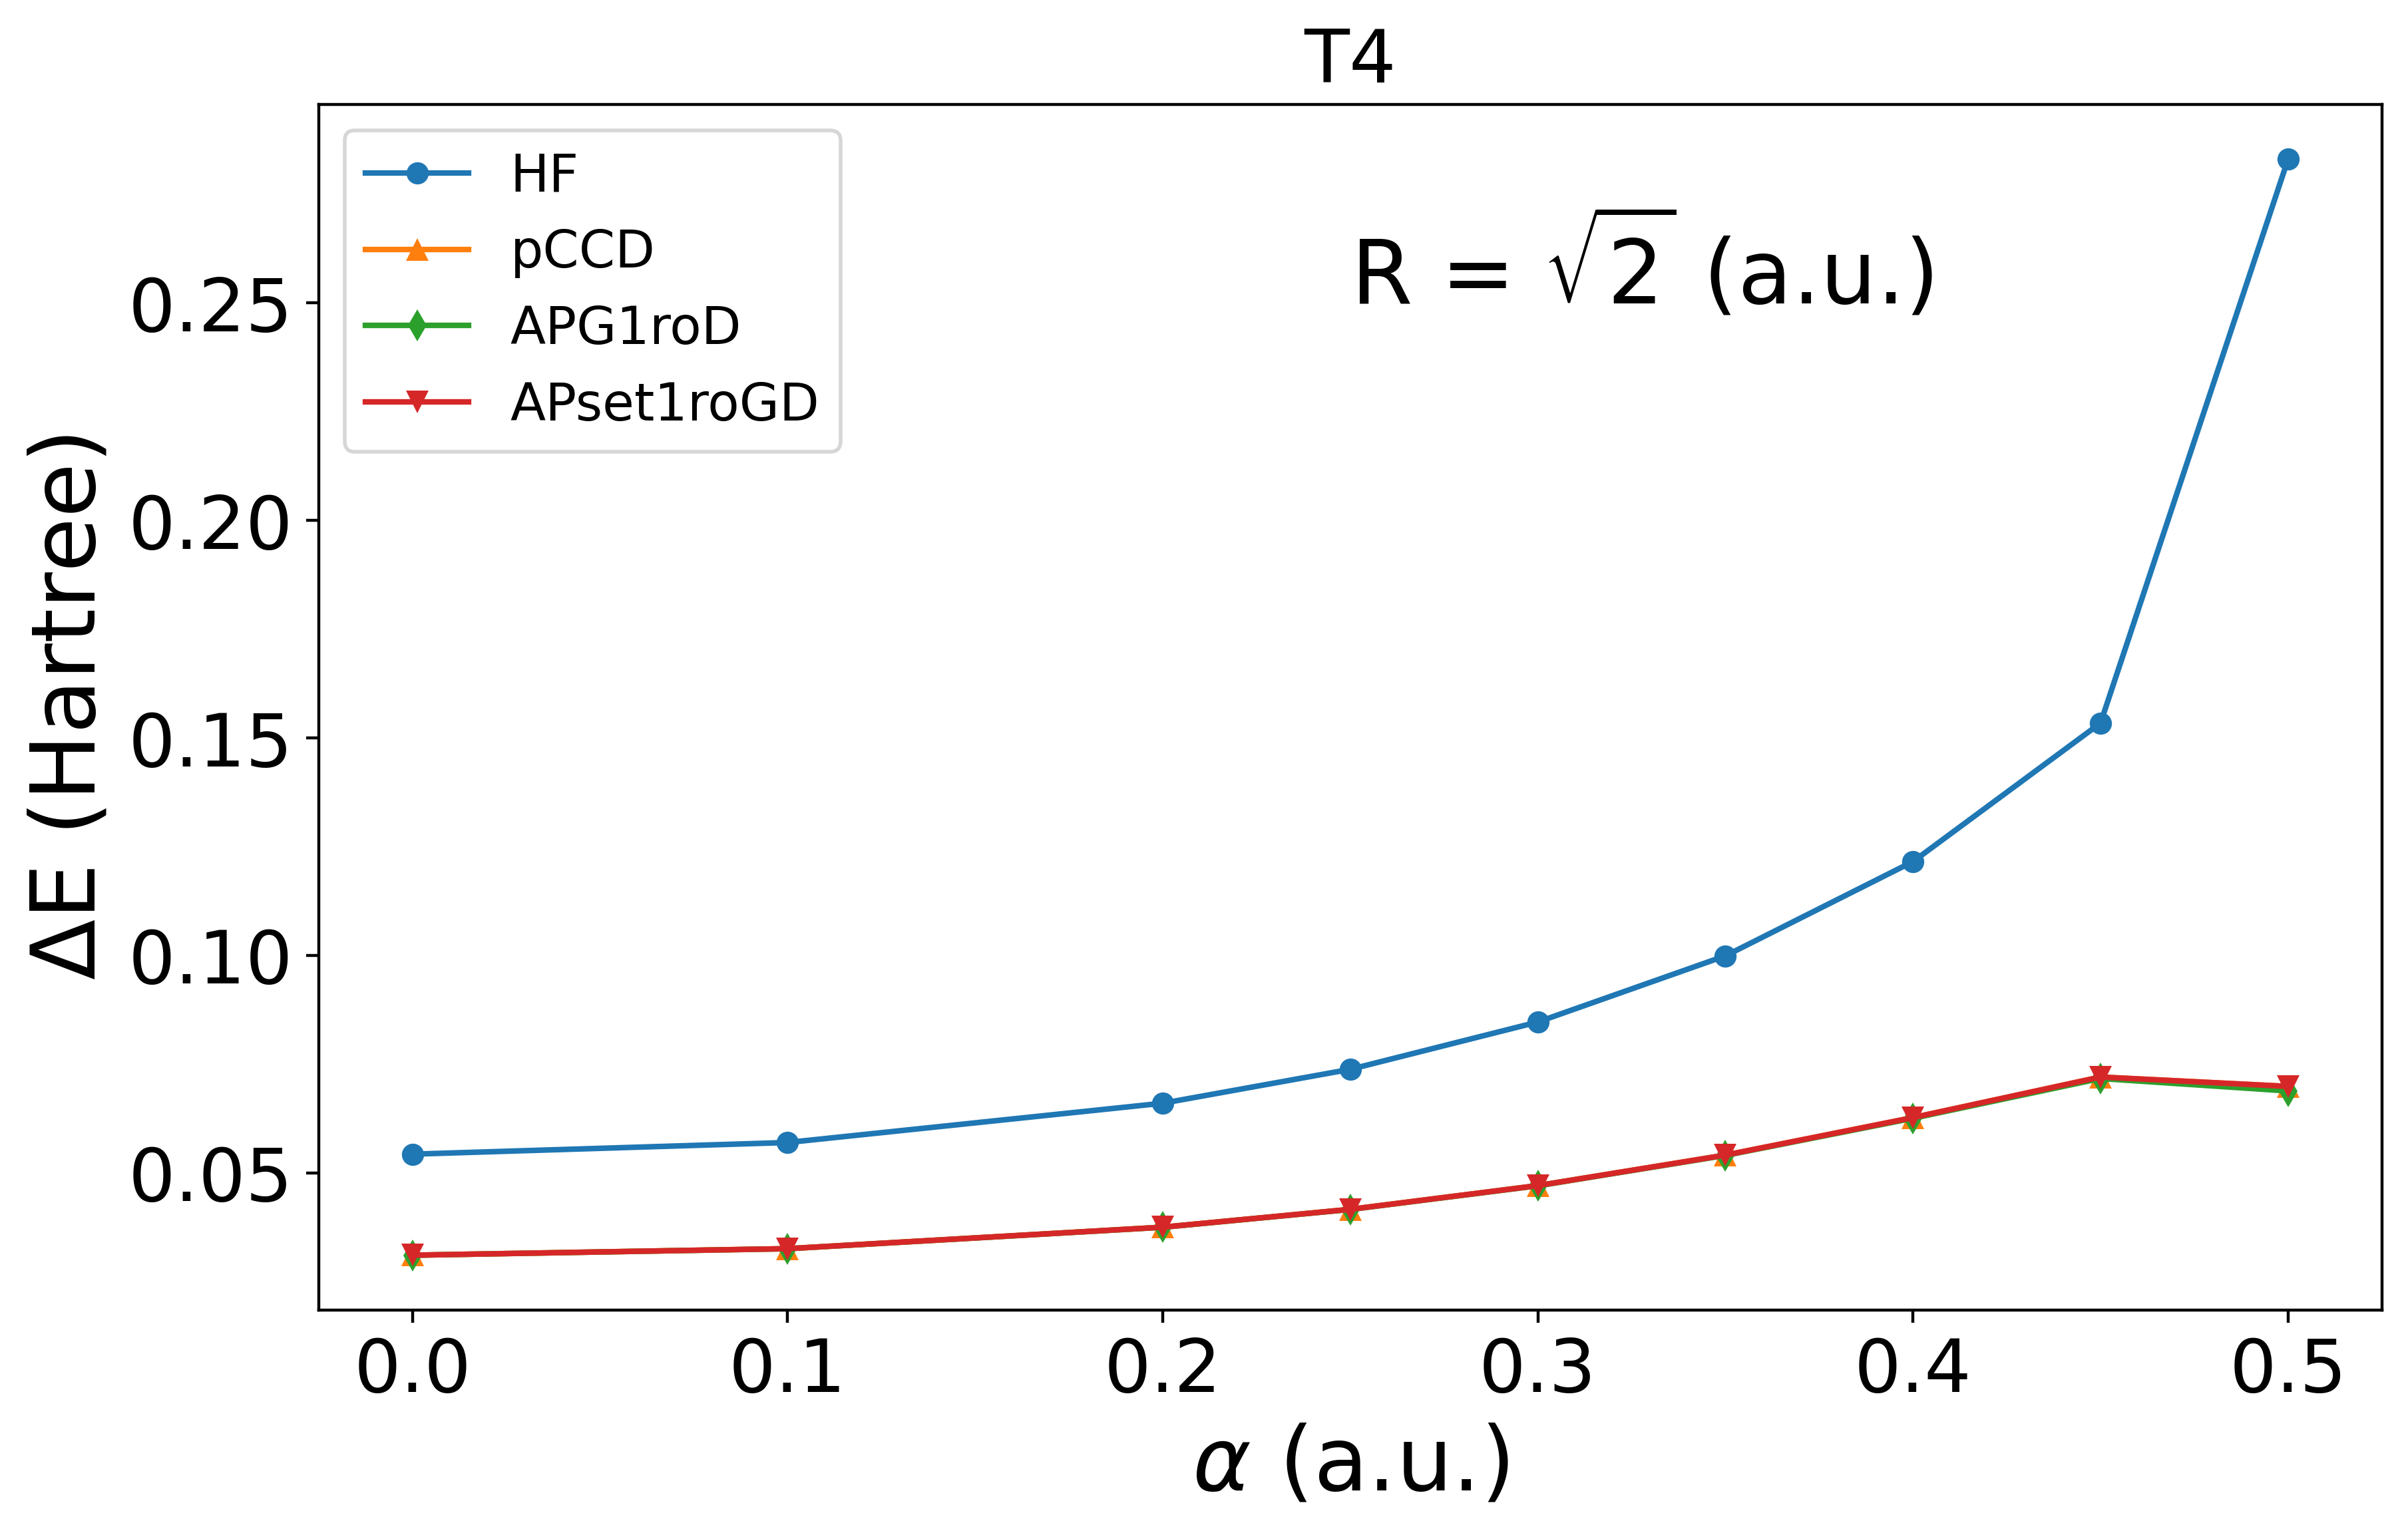 T4
HF
pCCD
APG1roD
APset1roGD
R = √2 (a.u.)
ΔE (Hartree)
0.25
0.20
0.15
0.10
0.05
0.0 0.1 0.2 0.3 0.4 0.5
α (a.u.)